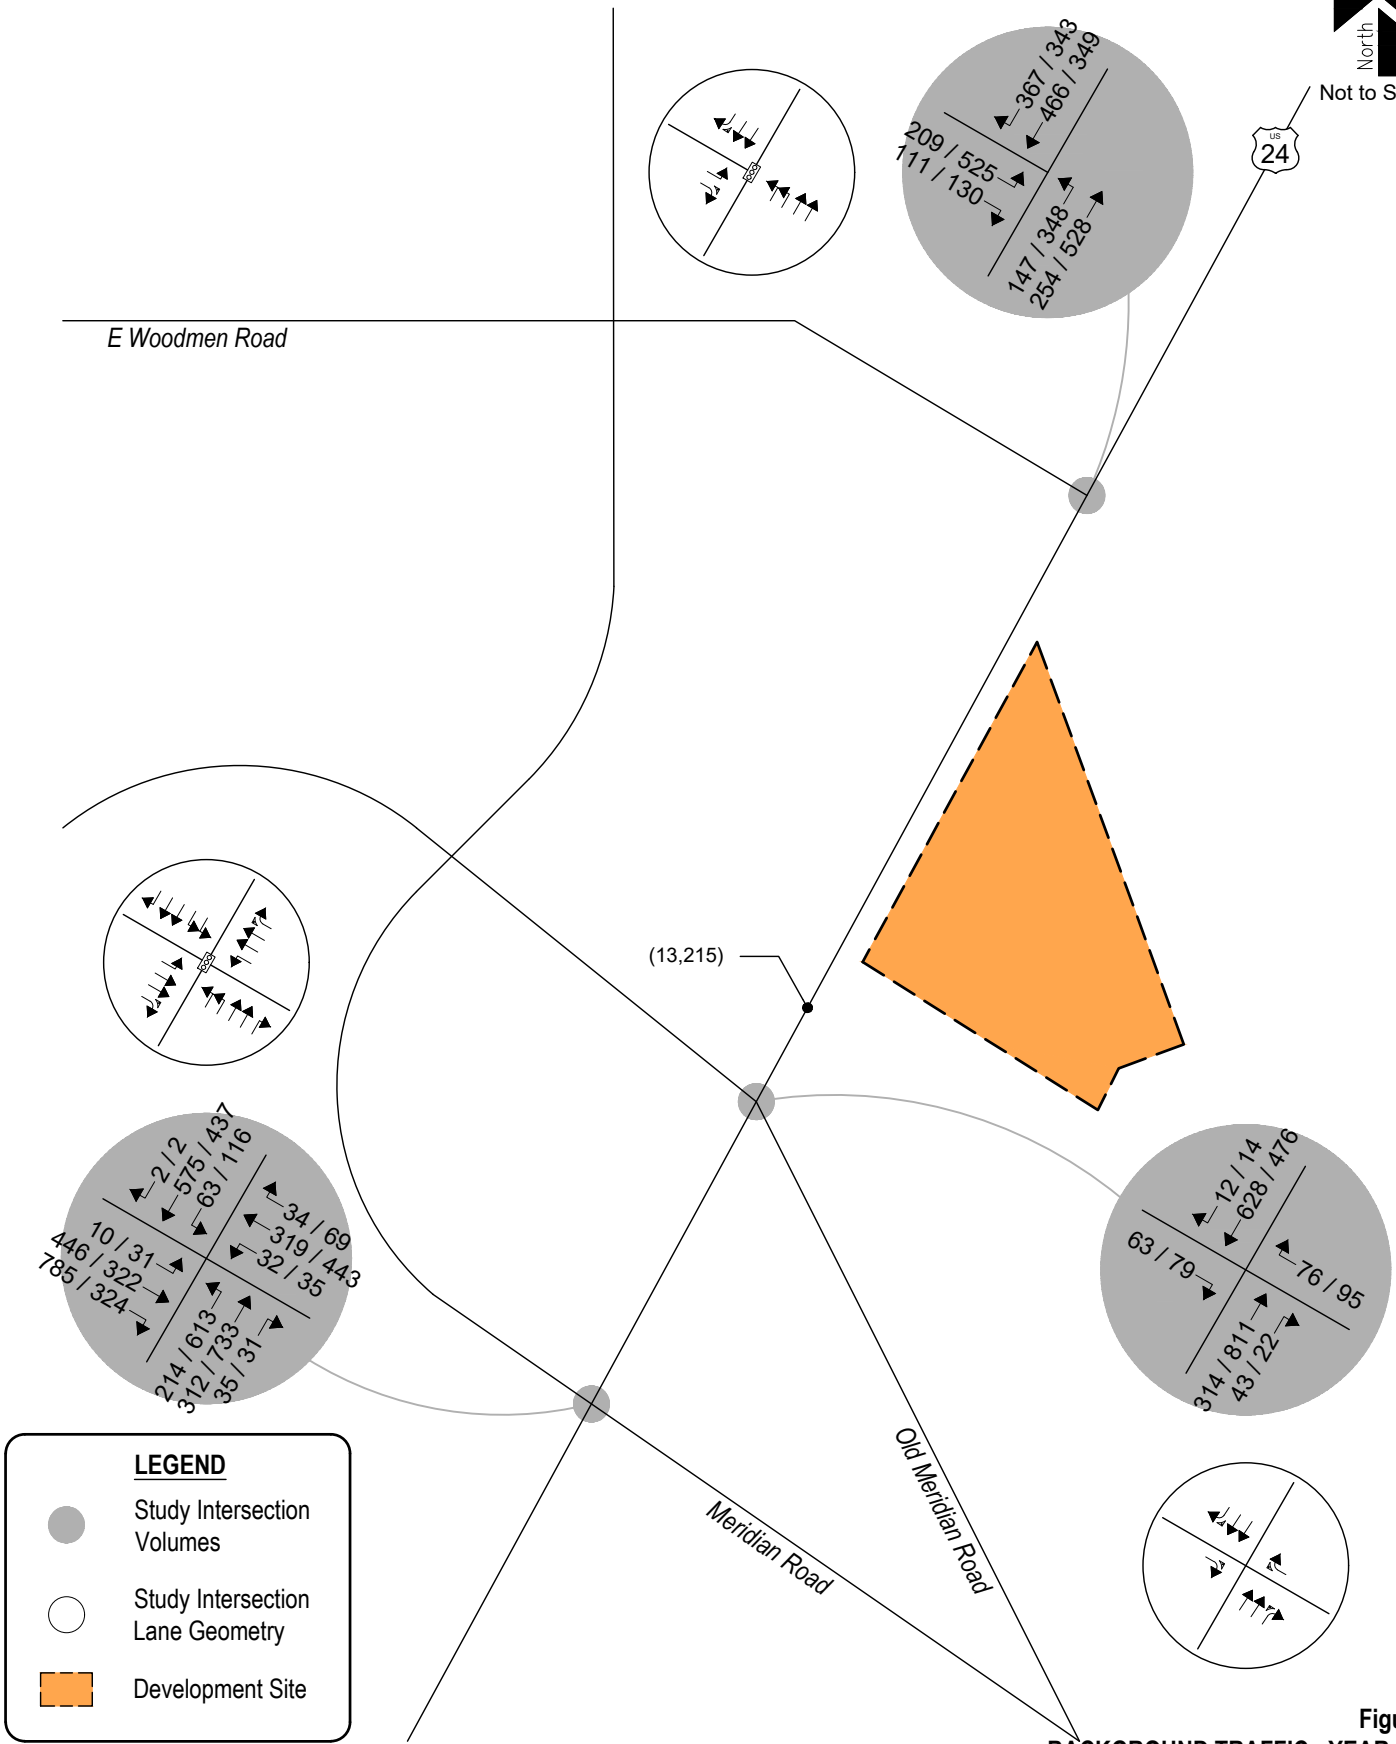 North
Not to S
US
24
367 / 343
466 / 349
209 / 525
111 / 130
147 / 348
254 / 528
E Woodmen Road
(13,215)
2 / 2
575 / 437
63 / 116
10 / 31
446 / 322
785 / 324
34 / 69
319 / 443
32 / 35
214 / 613
312 / 733
35 / 31
12 / 14
628 / 476
63 / 79
76 / 95
314 / 811
43 / 22
Old Meridian Road
Meridian Road
LEGEND
Study Intersection
Volumes
Study Intersection
Lane Geometry
Development Site
Figu
BACKGROUND TRAFFIC - YEAR